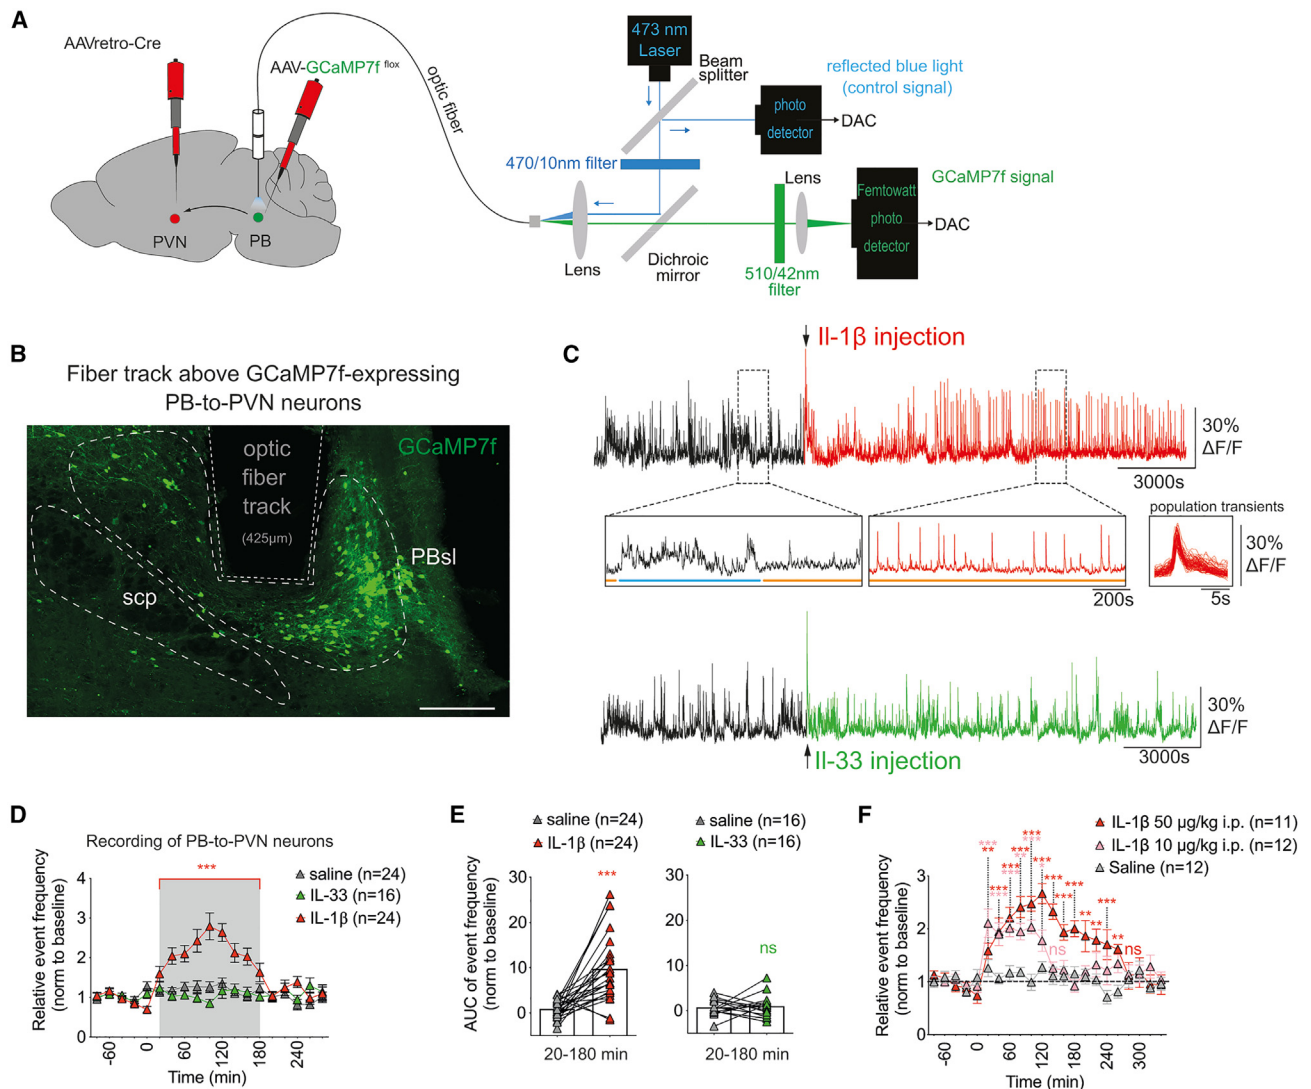 A
AAVretro-Cre
AAV-GCaMP7f flox
PVN
PB
optic fiber
473 nm
Laser
Beam
splitter
reflected blue light
(control signal)
photo
detector
DAC
470/10nm filter
Lens
Dichroic
mirror
Lens
510/42nm
filter
GCaMP7f signal
Femtowatt
photo
detector
DAC
B
Fiber track above GCaMP7f-expressing
PB-to-PVN neurons
GCaMP7f
optic
fiber
track
(425µm)
PBsl
scp
C
Il-1β injection
30%
ΔF/F
3000s
population transients
30%
ΔF/F
200s
5s
30%
ΔF/F
3000s
Il-33 injection
D
Recording of PB-to-PVN neurons
***
saline (n=24)
IL-33 (n=16)
IL-1β (n=24)
Relative event frequency
(norm to baseline)
4
3
2
1
0
-60
0
60
120
180
240
Time (min)
E
saline (n=24)
IL-1β (n=24)
saline (n=16)
IL-33 (n=16)
AUC of event frequency
(norm to baseline)
30
20
10
0
***
20-180 min
30
20
10
0
ns
20-180 min
F
IL-1β 50 µg/kg i.p. (n=11)
IL-1β 10 µg/kg i.p. (n=12)
Saline (n=12)
Relative event frequency
(norm to baseline)
3
2
1
0
*** ** *** *** *** ** *** *** *** * *** *** *** ** ** *** ** ns
ns
-60
0
60
120
180
240
300
Time (min)